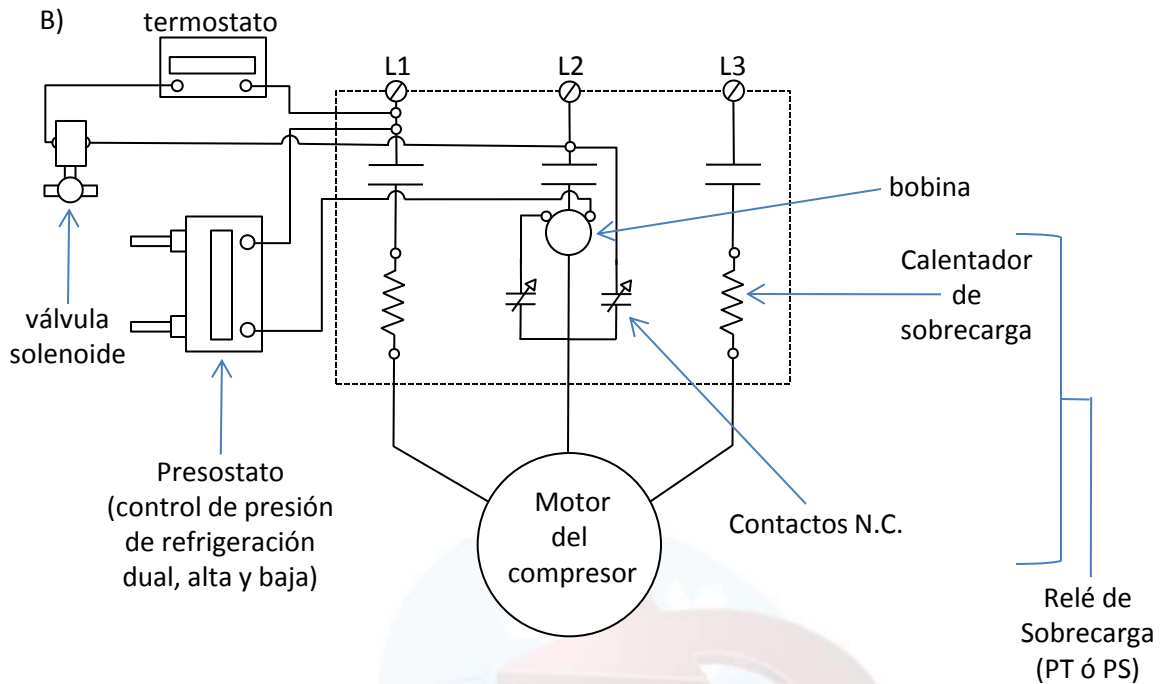 B)
termostato
L1
L2
L3
bobina
Calentador
de
sobrecarga
válvula
solenoide
Presostato
(control de presión
de refrigeración
dual, alta y baja)
Motor
del
compresor
Contactos N.C.
Relé de
Sobrecarga
(PT ó PS)